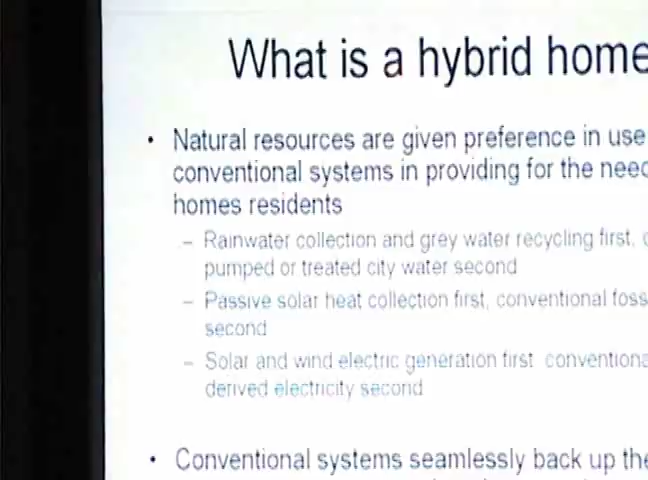 What is a hybrid home
• Natural resources are given preference in use
conventional systems in providing for the need
homes residents
– Rainwater collection and grey water recycling first,
pumped or treated city water second
– Passive solar heat collection first, conventional foss
second
– Solar and wind electric generation first conventiona
derived electricity second
• Conventional systems seamlessly back up the